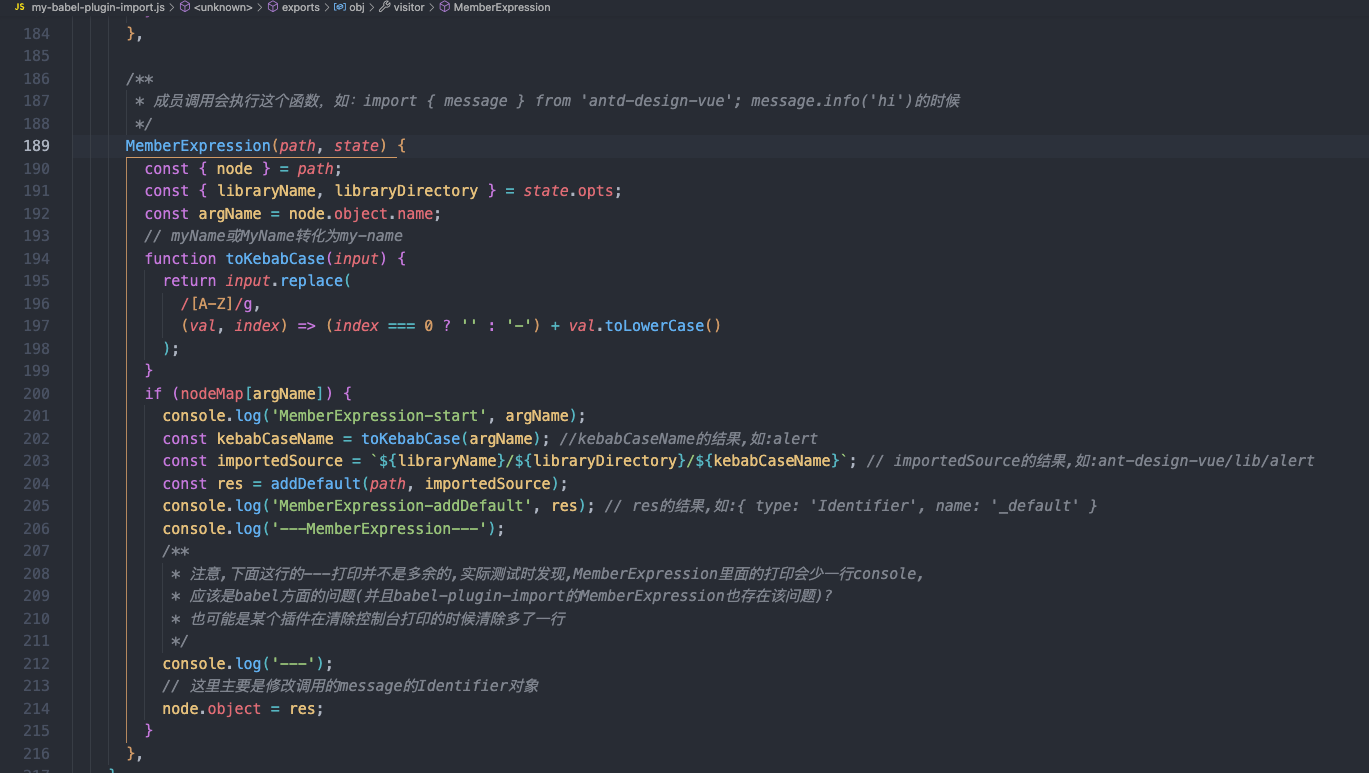 JS my-babel-plugin-import.js > <unknown> > exports > obj > visitor > MemberExpression
184 },
185
186 /**
187 * 成员调用会执行这个函数，如：import { message } from 'antd-design-vue'; message.info('hi')的时候
188 */
189 MemberExpression(path, state) {
190 const { node } = path;
191 const { libraryName, libraryDirectory } = state.opts;
192 const argName = node.object.name;
193 // myName或MyName转化为my-name
194 function toKebabCase(input) {
195 return input.replace(
196 /[A-Z]/g,
197 (val, index) => (index === 0 ? '' : '-') + val.toLowerCase()
198 );
199 }
200 if (nodeMap[argName]) {
201 console.log('MemberExpression-start', argName);
202 const kebabCaseName = toKebabCase(argName); //kebabCaseName的结果,如:alert
203 const importedSource = `${libraryName}/${libraryDirectory}/${kebabCaseName}`; // importedSource的结果,如:ant-design-vue/lib/alert
204 const res = addDefault(path, importedSource);
205 console.log('MemberExpression-addDefault', res); // res的结果,如:{ type: 'Identifier', name: '_default' }
206 console.log('---MemberExpression---');
207 /**
208 * 注意,下面这行的---打印并不是多余的,实际测试时发现,MemberExpression里面的打印会少一行console,
209 * 应该是babel方面的问题(并且babel-plugin-import的MemberExpression也存在该问题)?
210 * 也可能是某个插件在清除控制台打印的时候清除多了一行
211 */
212 console.log('---');
213 // 这里主要是修改调用的message的Identifier对象
214 node.object = res;
215 }
216 },